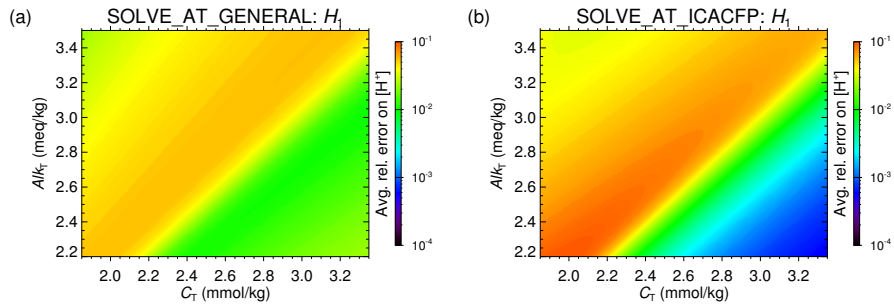 (a) SOLVE_AT_GENERAL: H₁
Alk_T (meq/kg)
3.4
3.2
3.0
2.8
2.6
2.4
2.2
2.0 2.2 2.4 2.6 2.8 3.0 3.2
C_T (mmol/kg)
10⁻¹
10⁻²
10⁻³
10⁻⁴
Avg. rel. error on [H⁺]
(b) SOLVE_AT_ICACFP: H₁
Alk_T (meq/kg)
3.4
3.2
3.0
2.8
2.6
2.4
2.2
2.0 2.2 2.4 2.6 2.8 3.0 3.2
C_T (mmol/kg)
10⁻¹
10⁻²
10⁻³
10⁻⁴
Avg. rel. error on [H⁺]